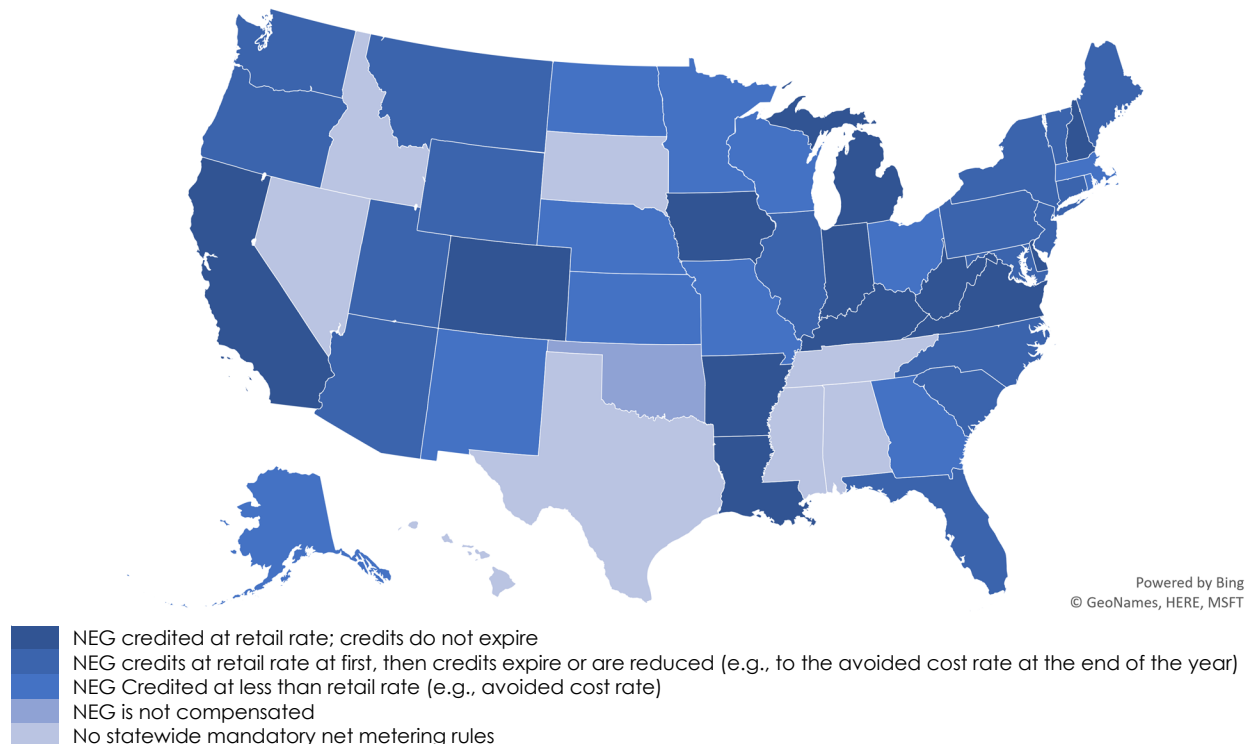 Powered by Bing
© GeoNames, HERE, MSFT
NEG credited at retail rate; credits do not expire
NEG credits at retail rate at first, then credits expire or are reduced (e.g., to the avoided cost rate at the end of the year)
NEG Credited at less than retail rate (e.g., avoided cost rate)
NEG is not compensated
No statewide mandatory net metering rules